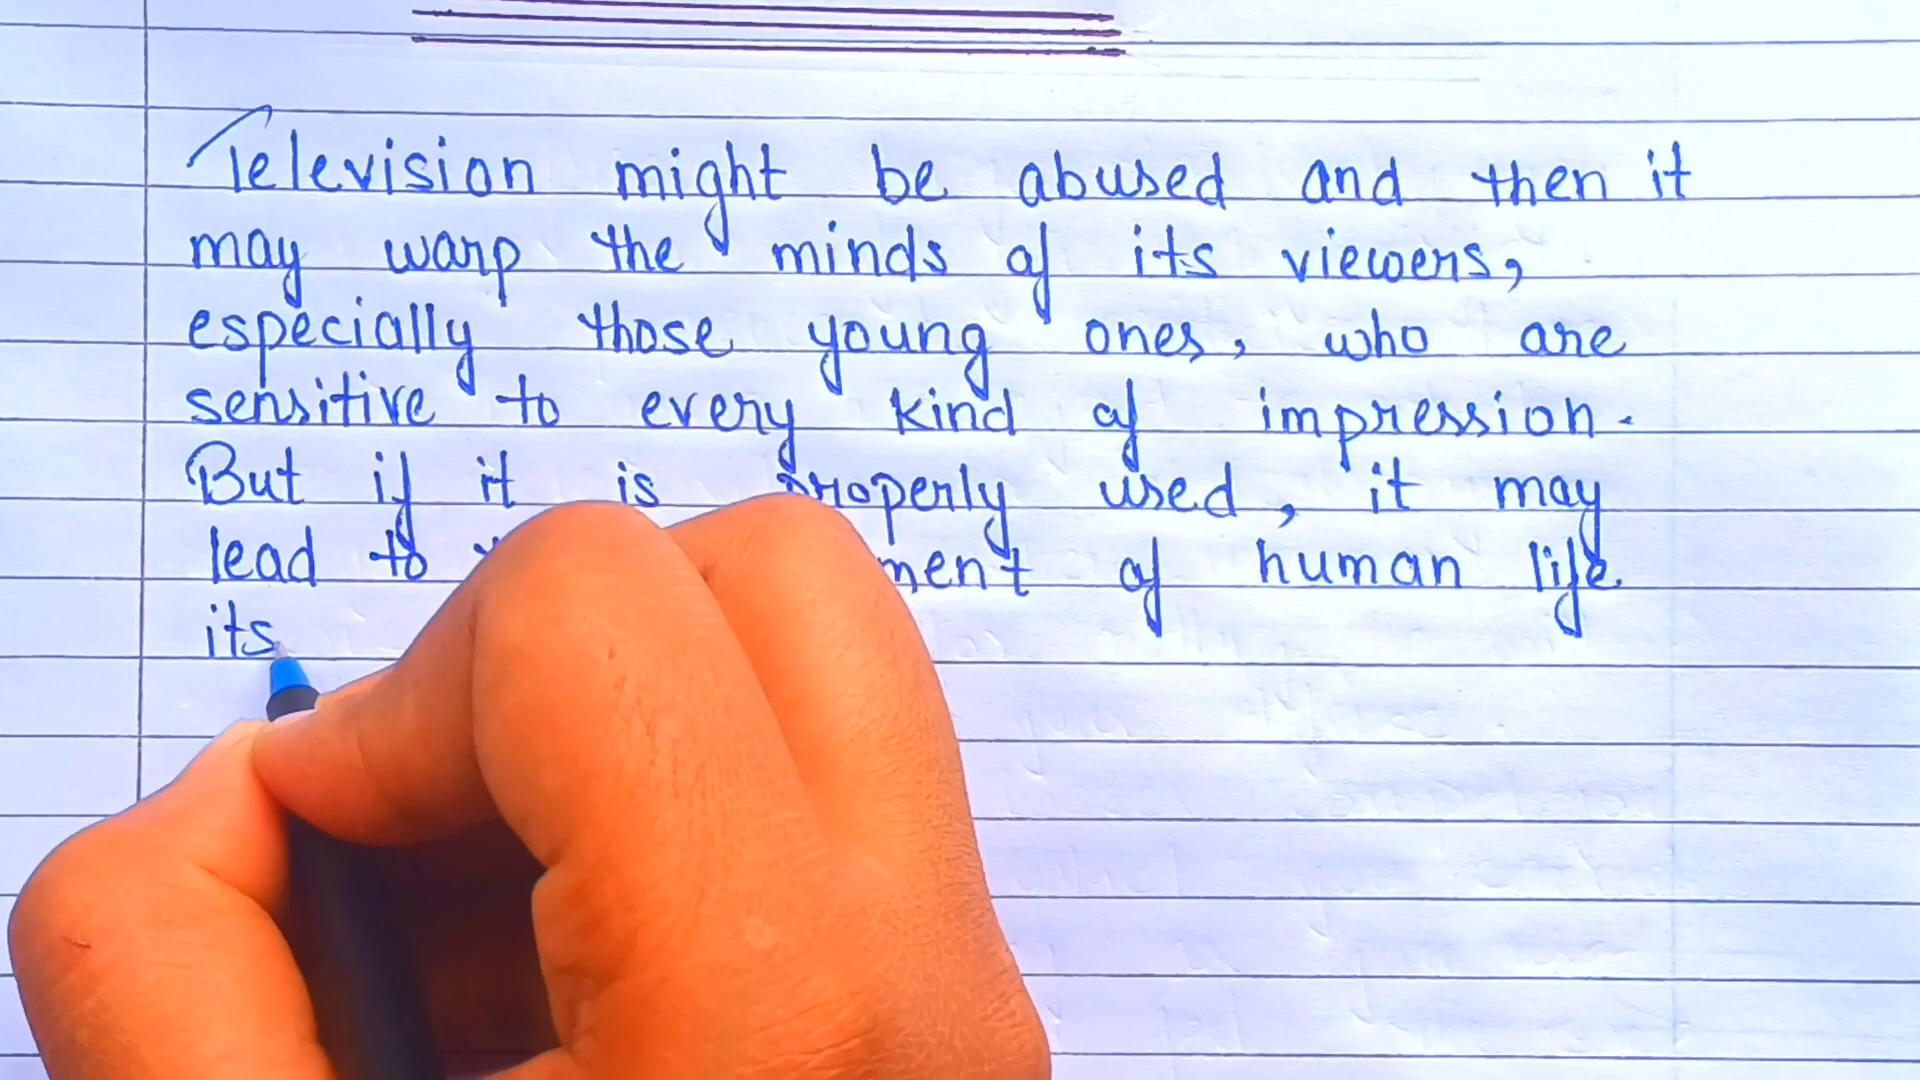 Television might be abused and then it
may warp the minds of its viewers,
especially those young ones, who are
sensitive to every kind of impression.
But if it is properly used, it may
lead to of human life
its